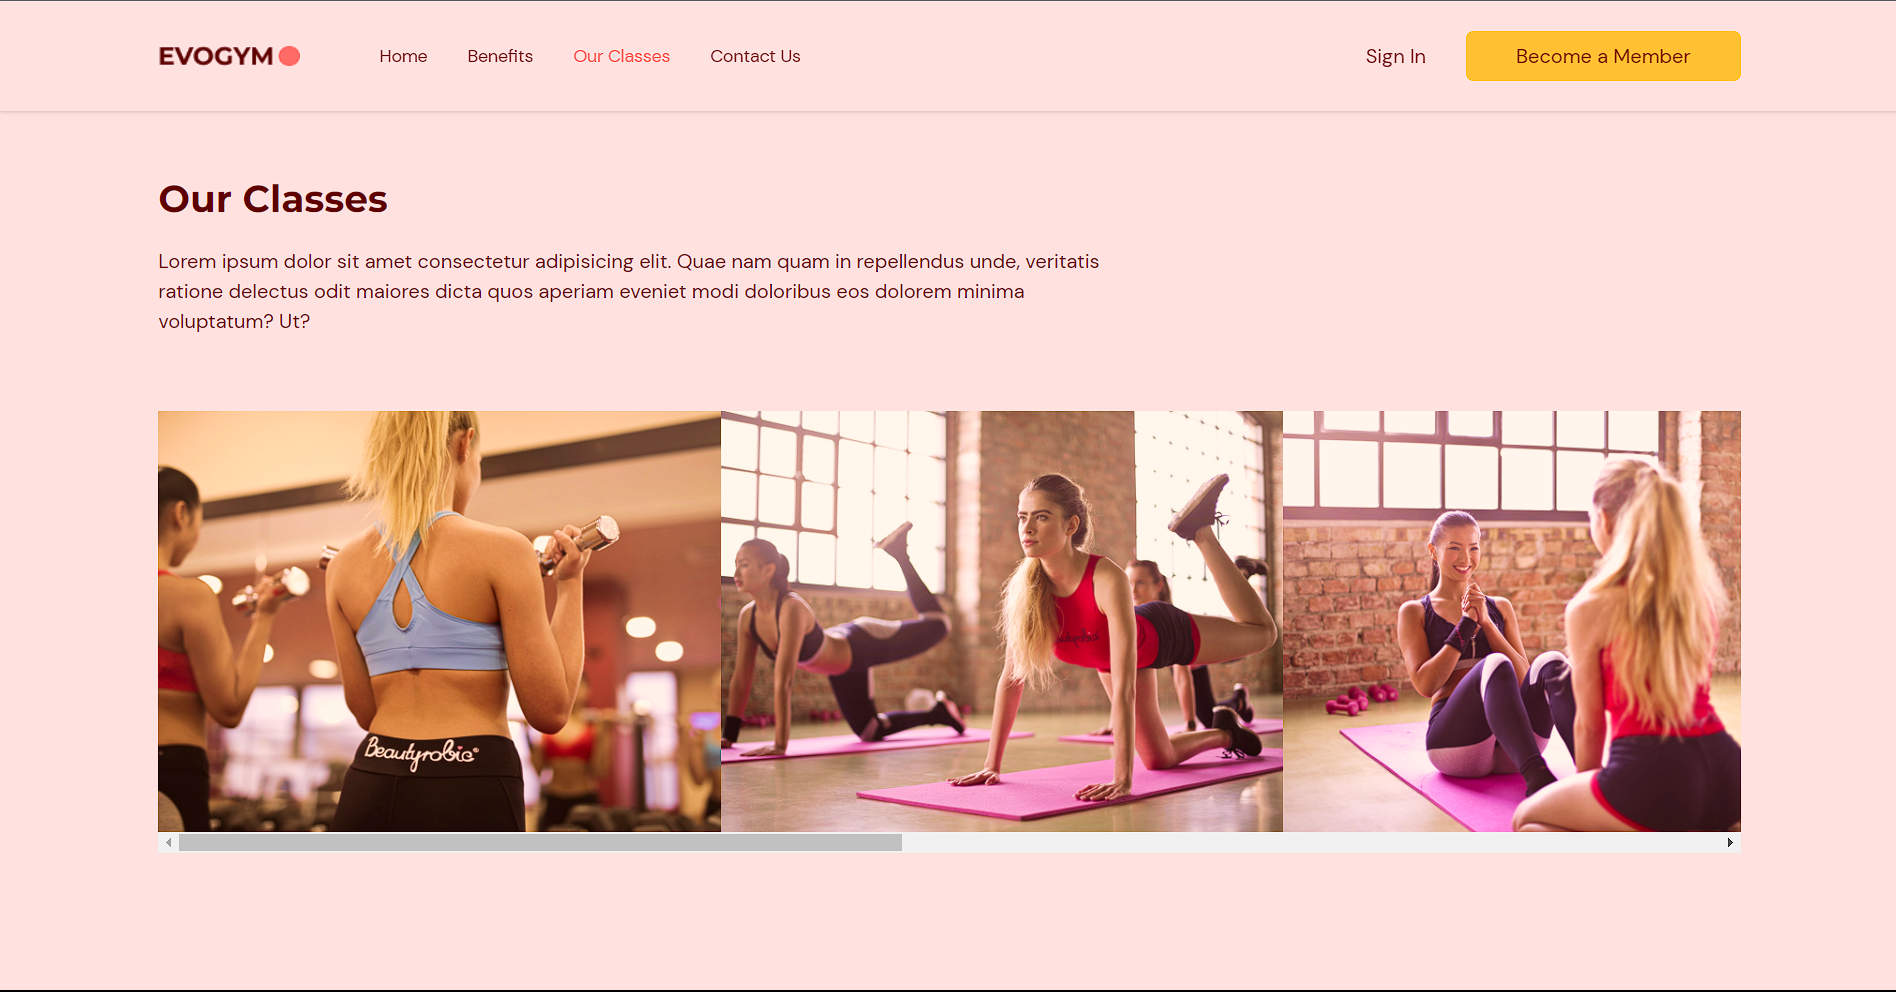 EVOGYM
Home
Benefits
Our Classes
Contact Us
Sign In
Become a Member
Our Classes
Lorem ipsum dolor sit amet consectetur adipisicing elit. Quae nam quam in repellendus unde, veritatis
ratione delectus odit maiores dicta quos aperiam eveniet modi doloribus eos dolorem minima
voluptatum? Ut?
Beautyrobic®
Beautyrobic